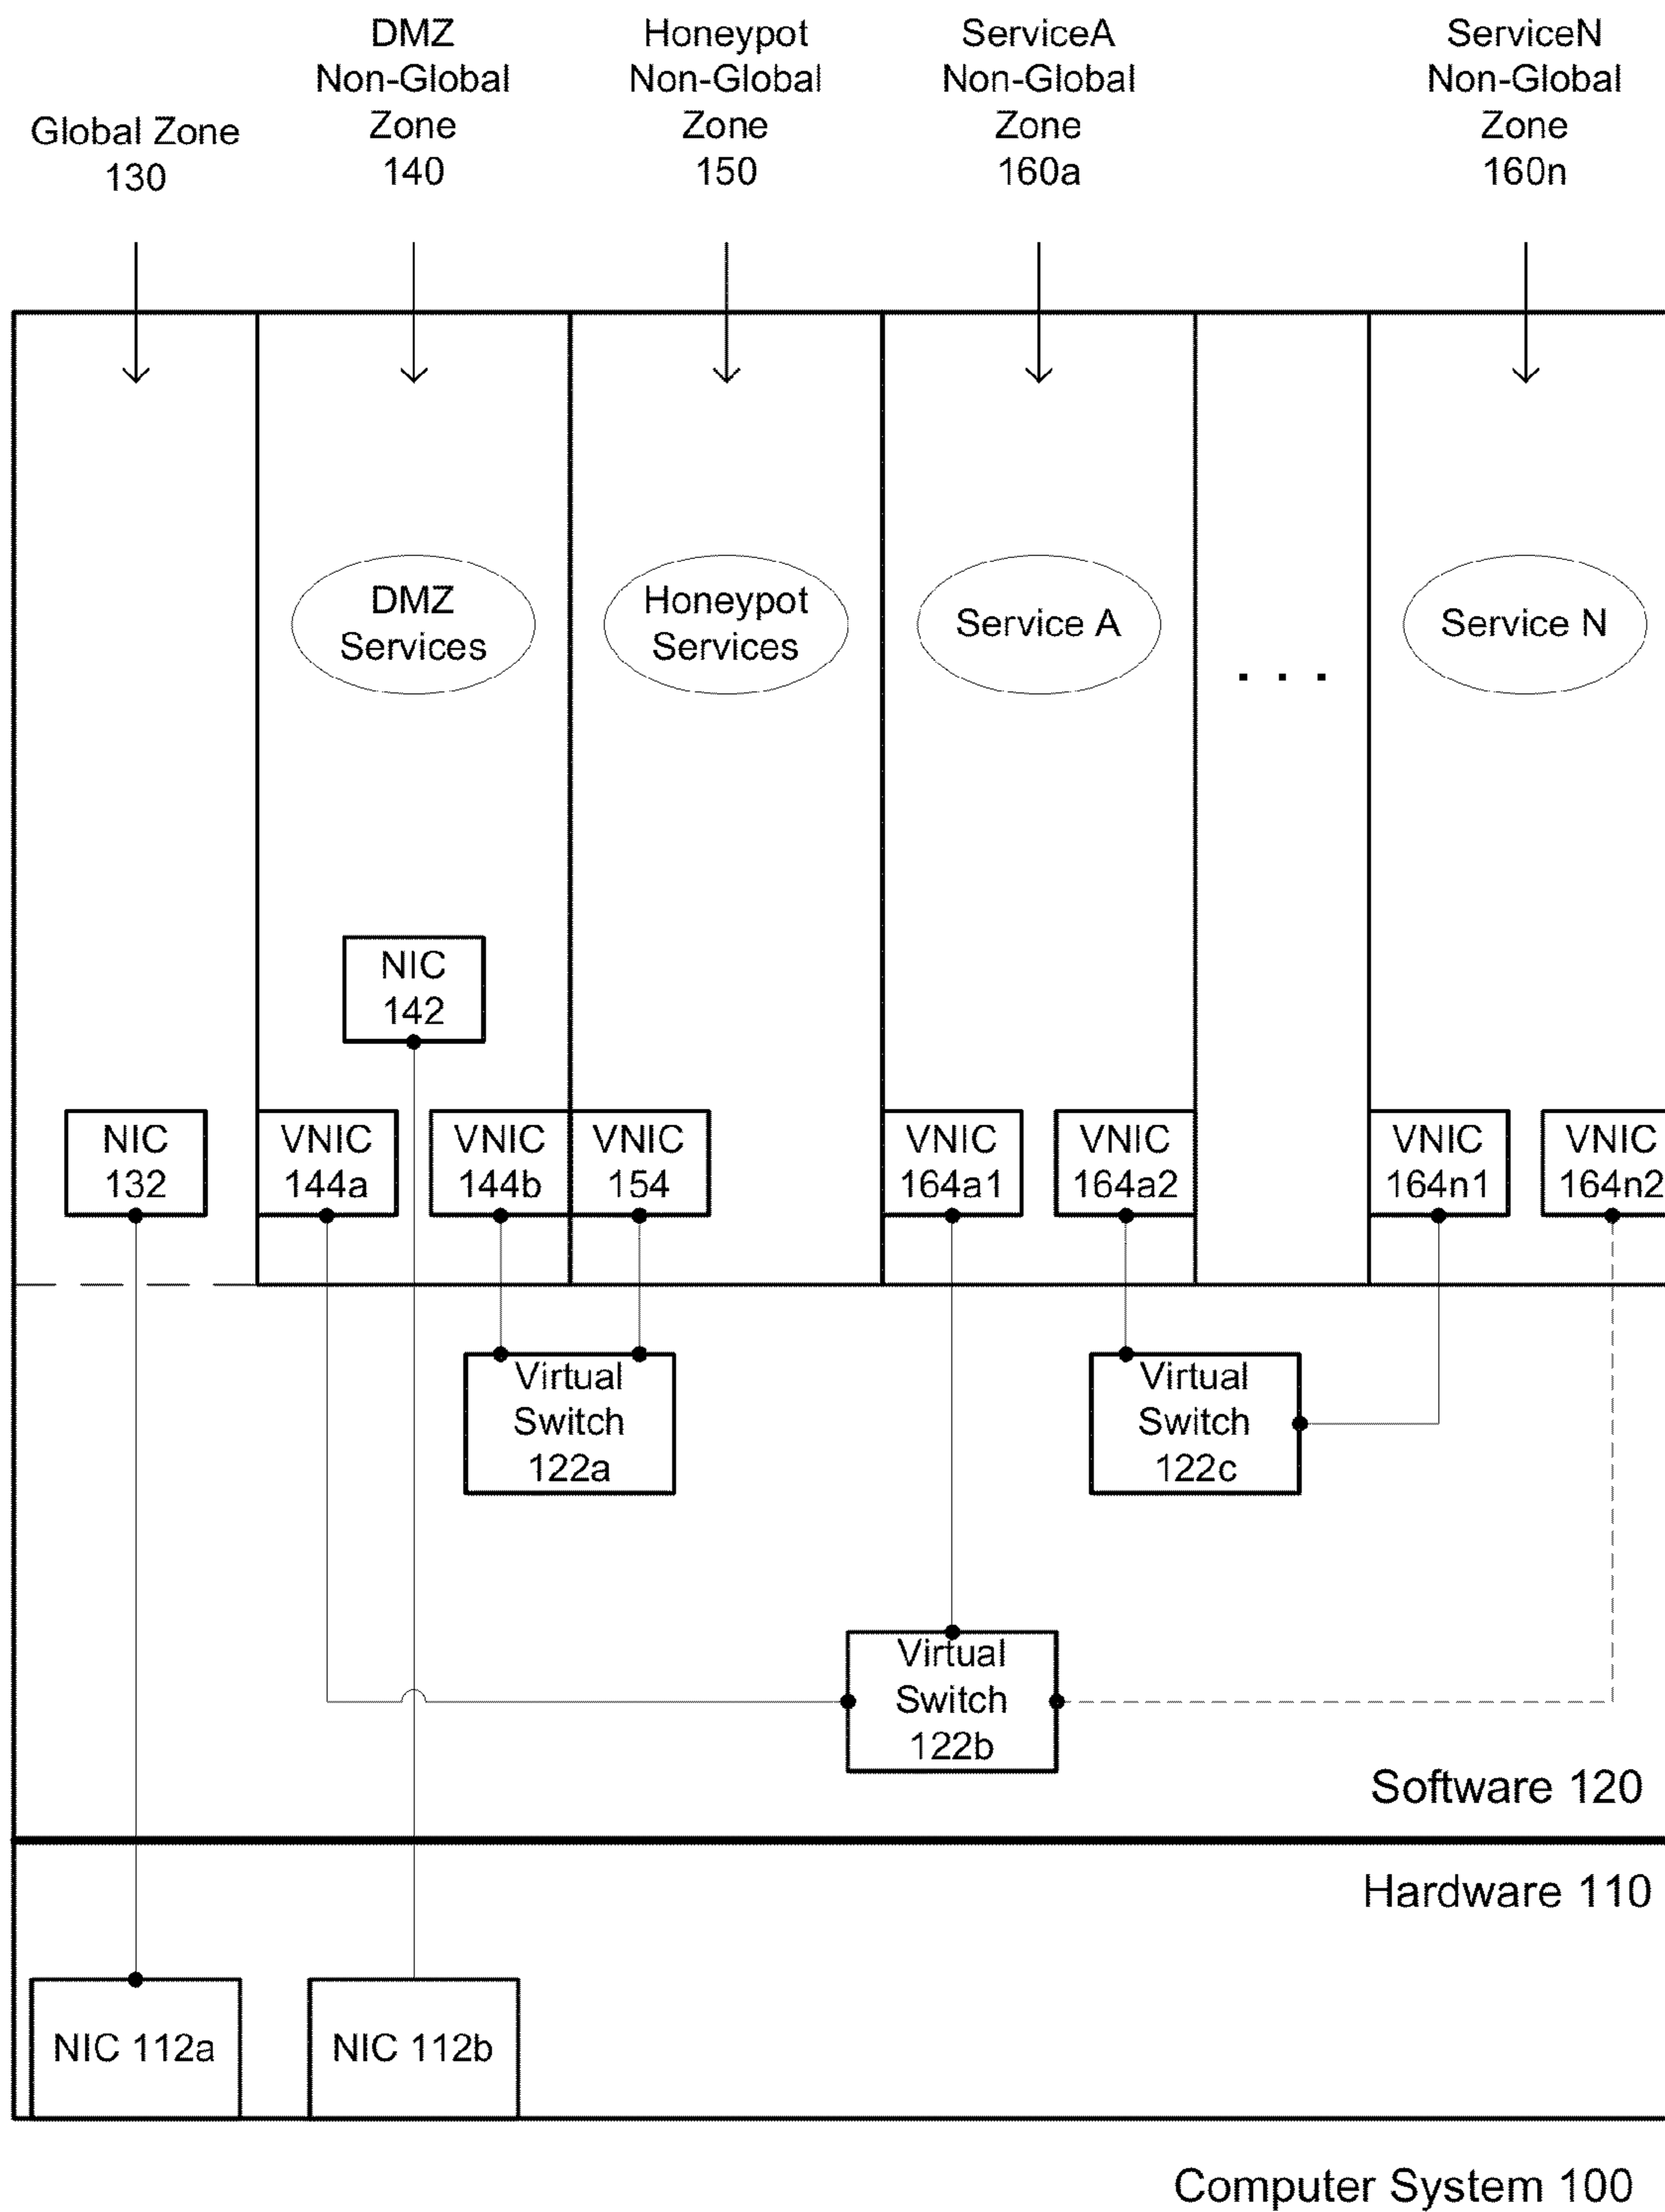 Global Zone
130
DMZ
Non-Global
Zone
140
Honeypot
Non-Global
Zone
150
ServiceA
Non-Global
Zone
160a
ServiceN
Non-Global
Zone
160n
DMZ
Services
Honeypot
Services
Service A
. . .
Service N
NIC
142
NIC
132
VNIC
144a
VNIC
144b
VNIC
154
VNIC
164a1
VNIC
164a2
VNIC
164n1
VNIC
164n2
Virtual
Switch
122a
Virtual
Switch
122c
Virtual
Switch
122b
Software 120
Hardware 110
NIC 112a
NIC 112b
Computer System 100